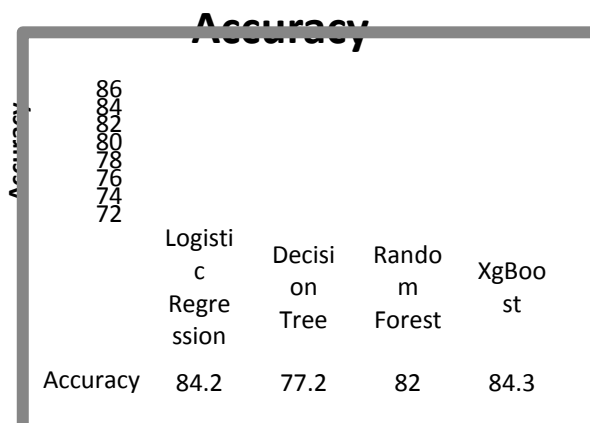 Accuracy
Accuracy
86
84
82
80
78
76
74
72
Logisti
c
Regre
ssion
Decisi
on
Tree
Rando
m
Forest
XgBoo
st
Accuracy 84.2 77.2 82 84.3